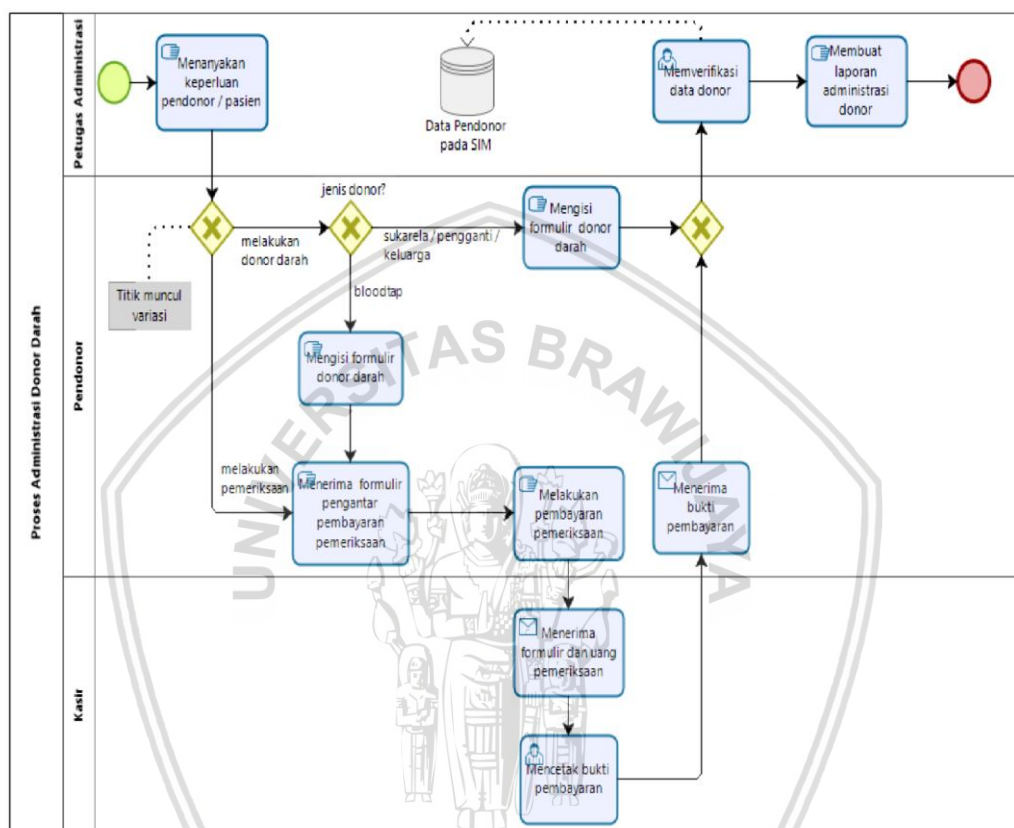 Proses Administrasi Donor Darah
Petugas Administrasi
Menanyakan
keperluan
pendonor / pasien
Data Pendonor
pada SIM
Memverifikasi
data donor
Membuat
laporan
administrasi
donor
Pendonor
jenis donor?
melakukan
donor darah
sukarela / pengganti /
keluarga
Mengisi
formulir donor
darah
Titik muncul
variasi
bloodtap
Mengisi formulir
donor darah
melakukan
pemeriksaan
Menerima formulir
pengantar
pembayaran
pemeriksaan
Melakukan
pembayaran
pemeriksaan
Menerima
bukti
pembayaran
Kasir
Menerima
formulir dan uang
pemeriksaan
Mencetak bukti
pembayaran
UNIVERSITAS BRAWIJAYA